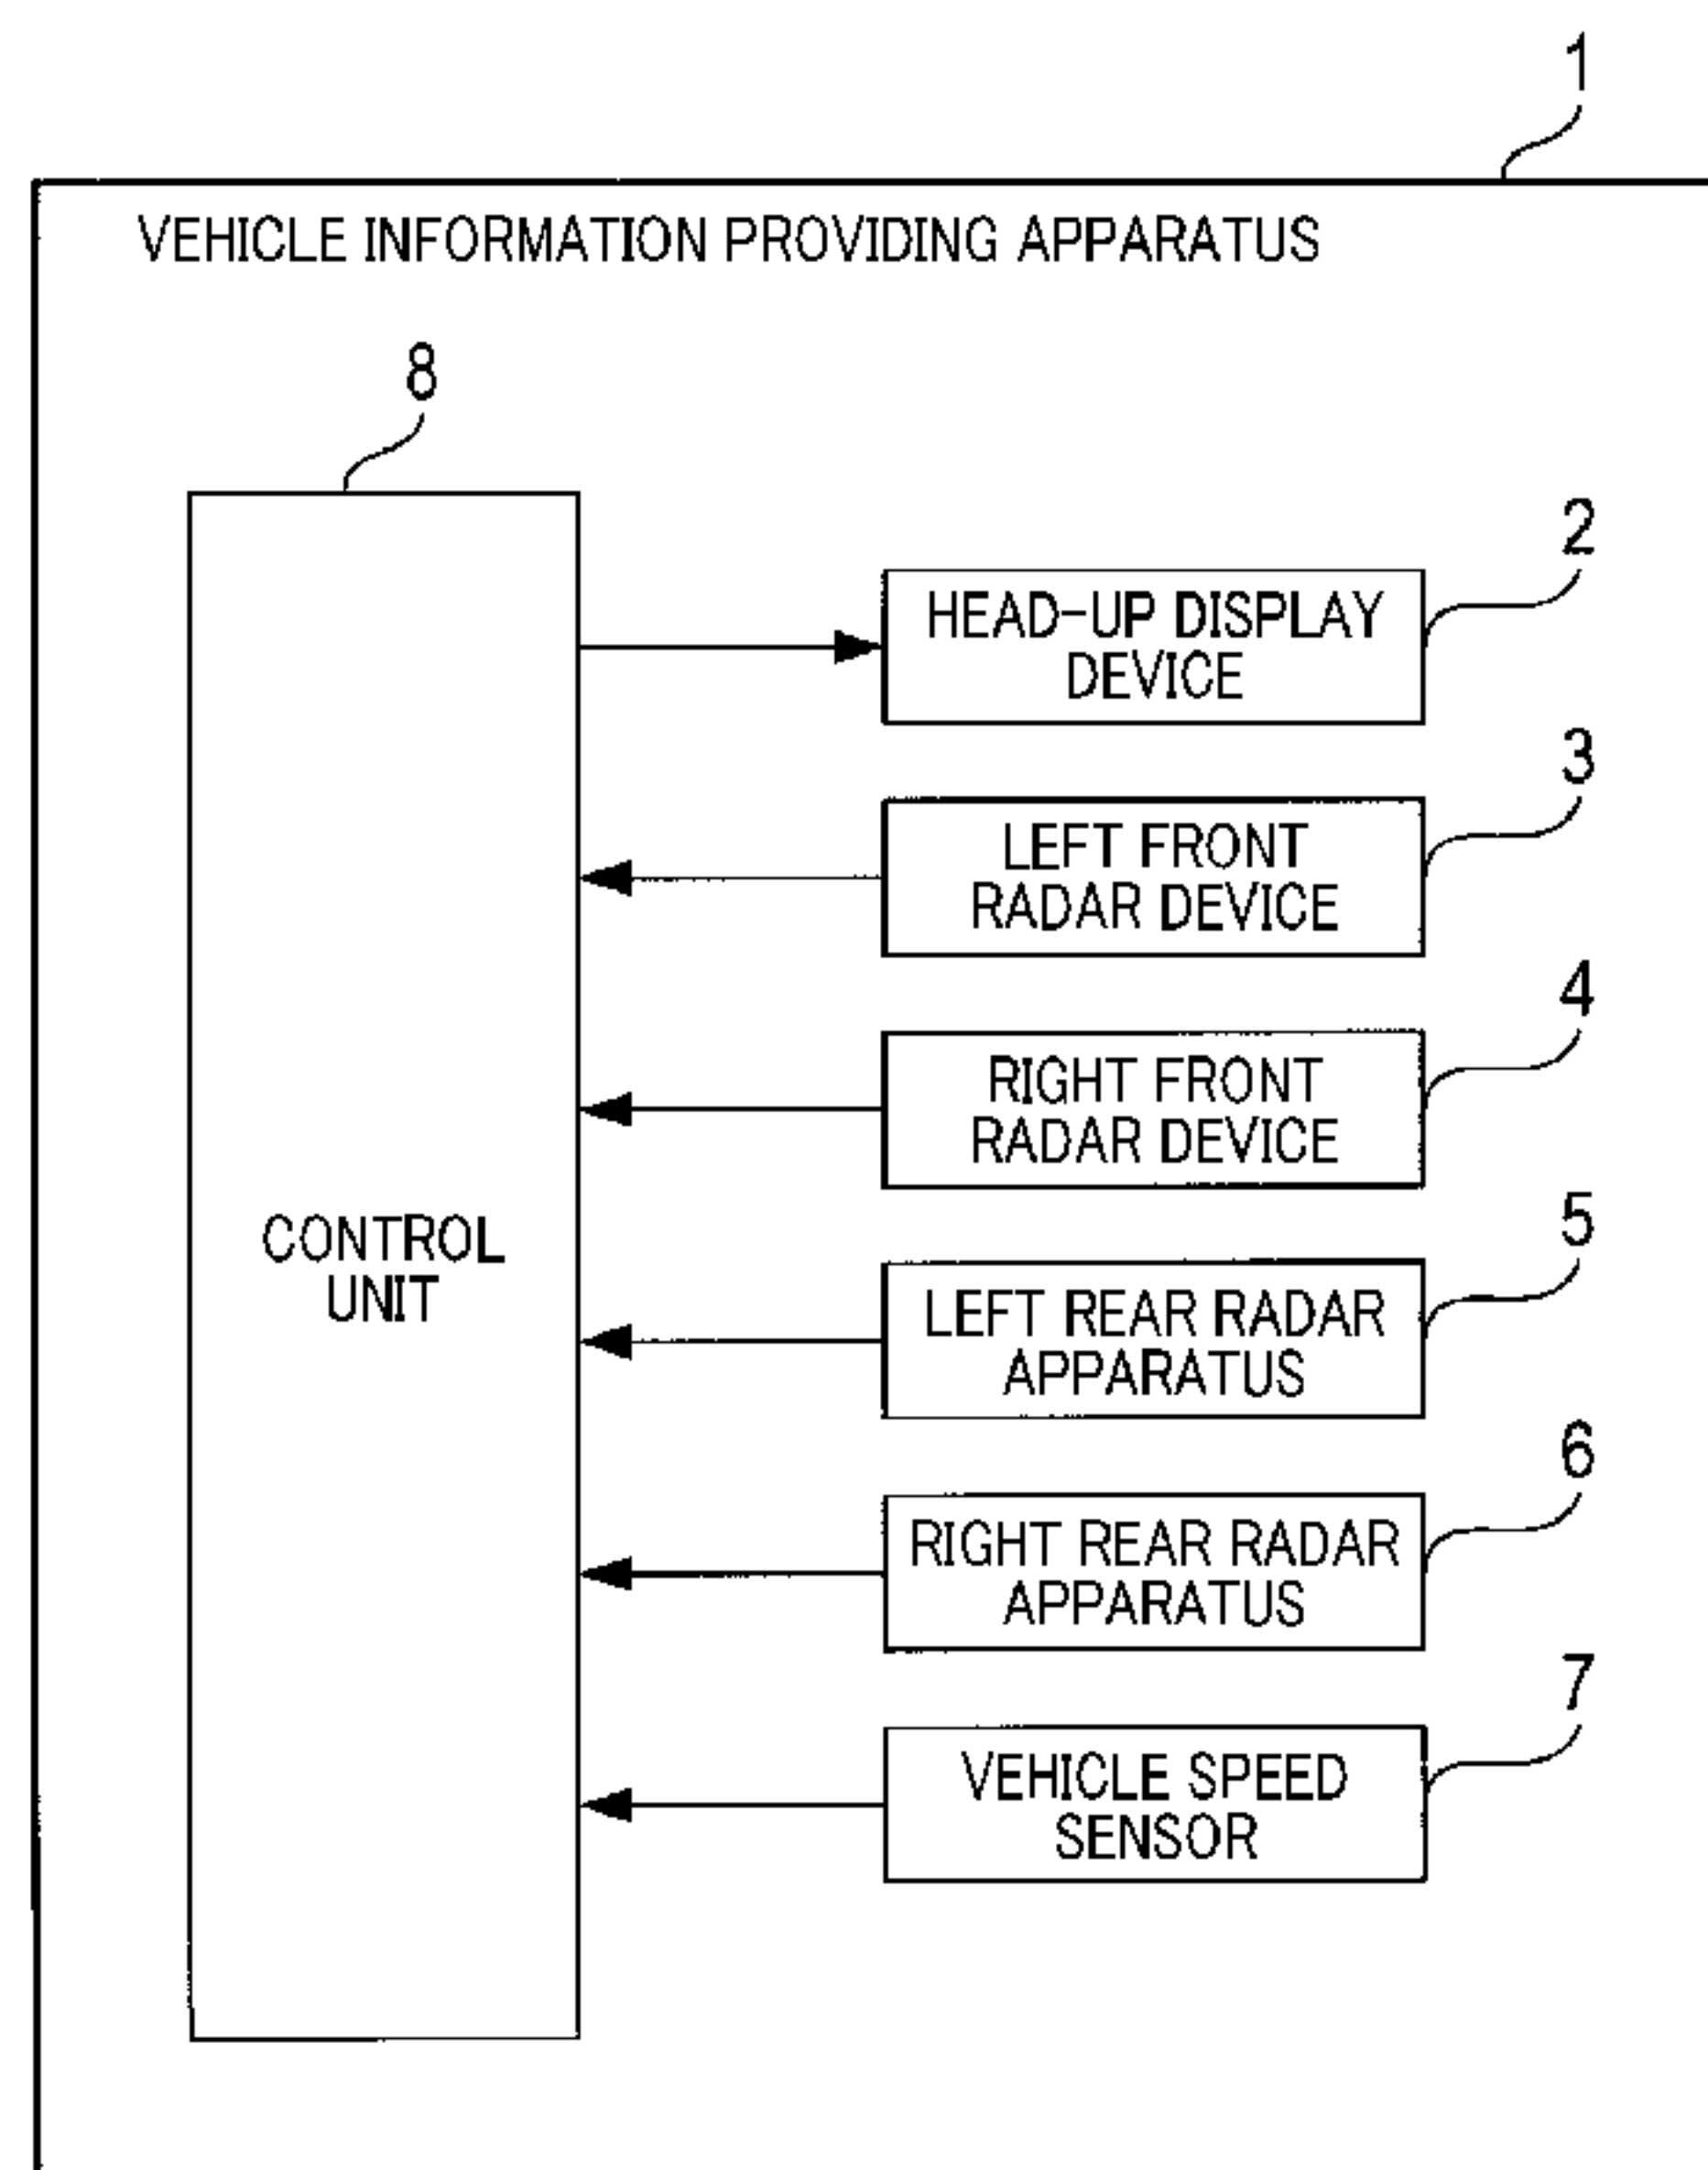 1
VEHICLE INFORMATION PROVIDING APPARATUS
8
2
HEAD-UP DISPLAY
DEVICE
3
LEFT FRONT
RADAR DEVICE
4
RIGHT FRONT
RADAR DEVICE
CONTROL
UNIT
5
LEFT REAR RADAR
APPARATUS
6
RIGHT REAR RADAR
APPARATUS
7
VEHICLE SPEED
SENSOR